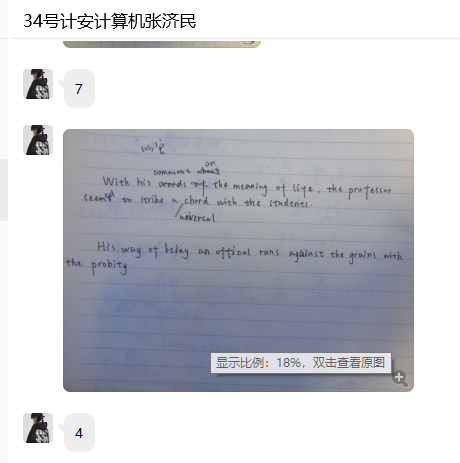 34号计安计算机张济民
7
while
comment on about
With his words of the meaning of life, the professor
seems to strike a chord with the students.
universal
His way of being an offical runs against the grains with
the probity
显示比例：18%，双击查看原图
4